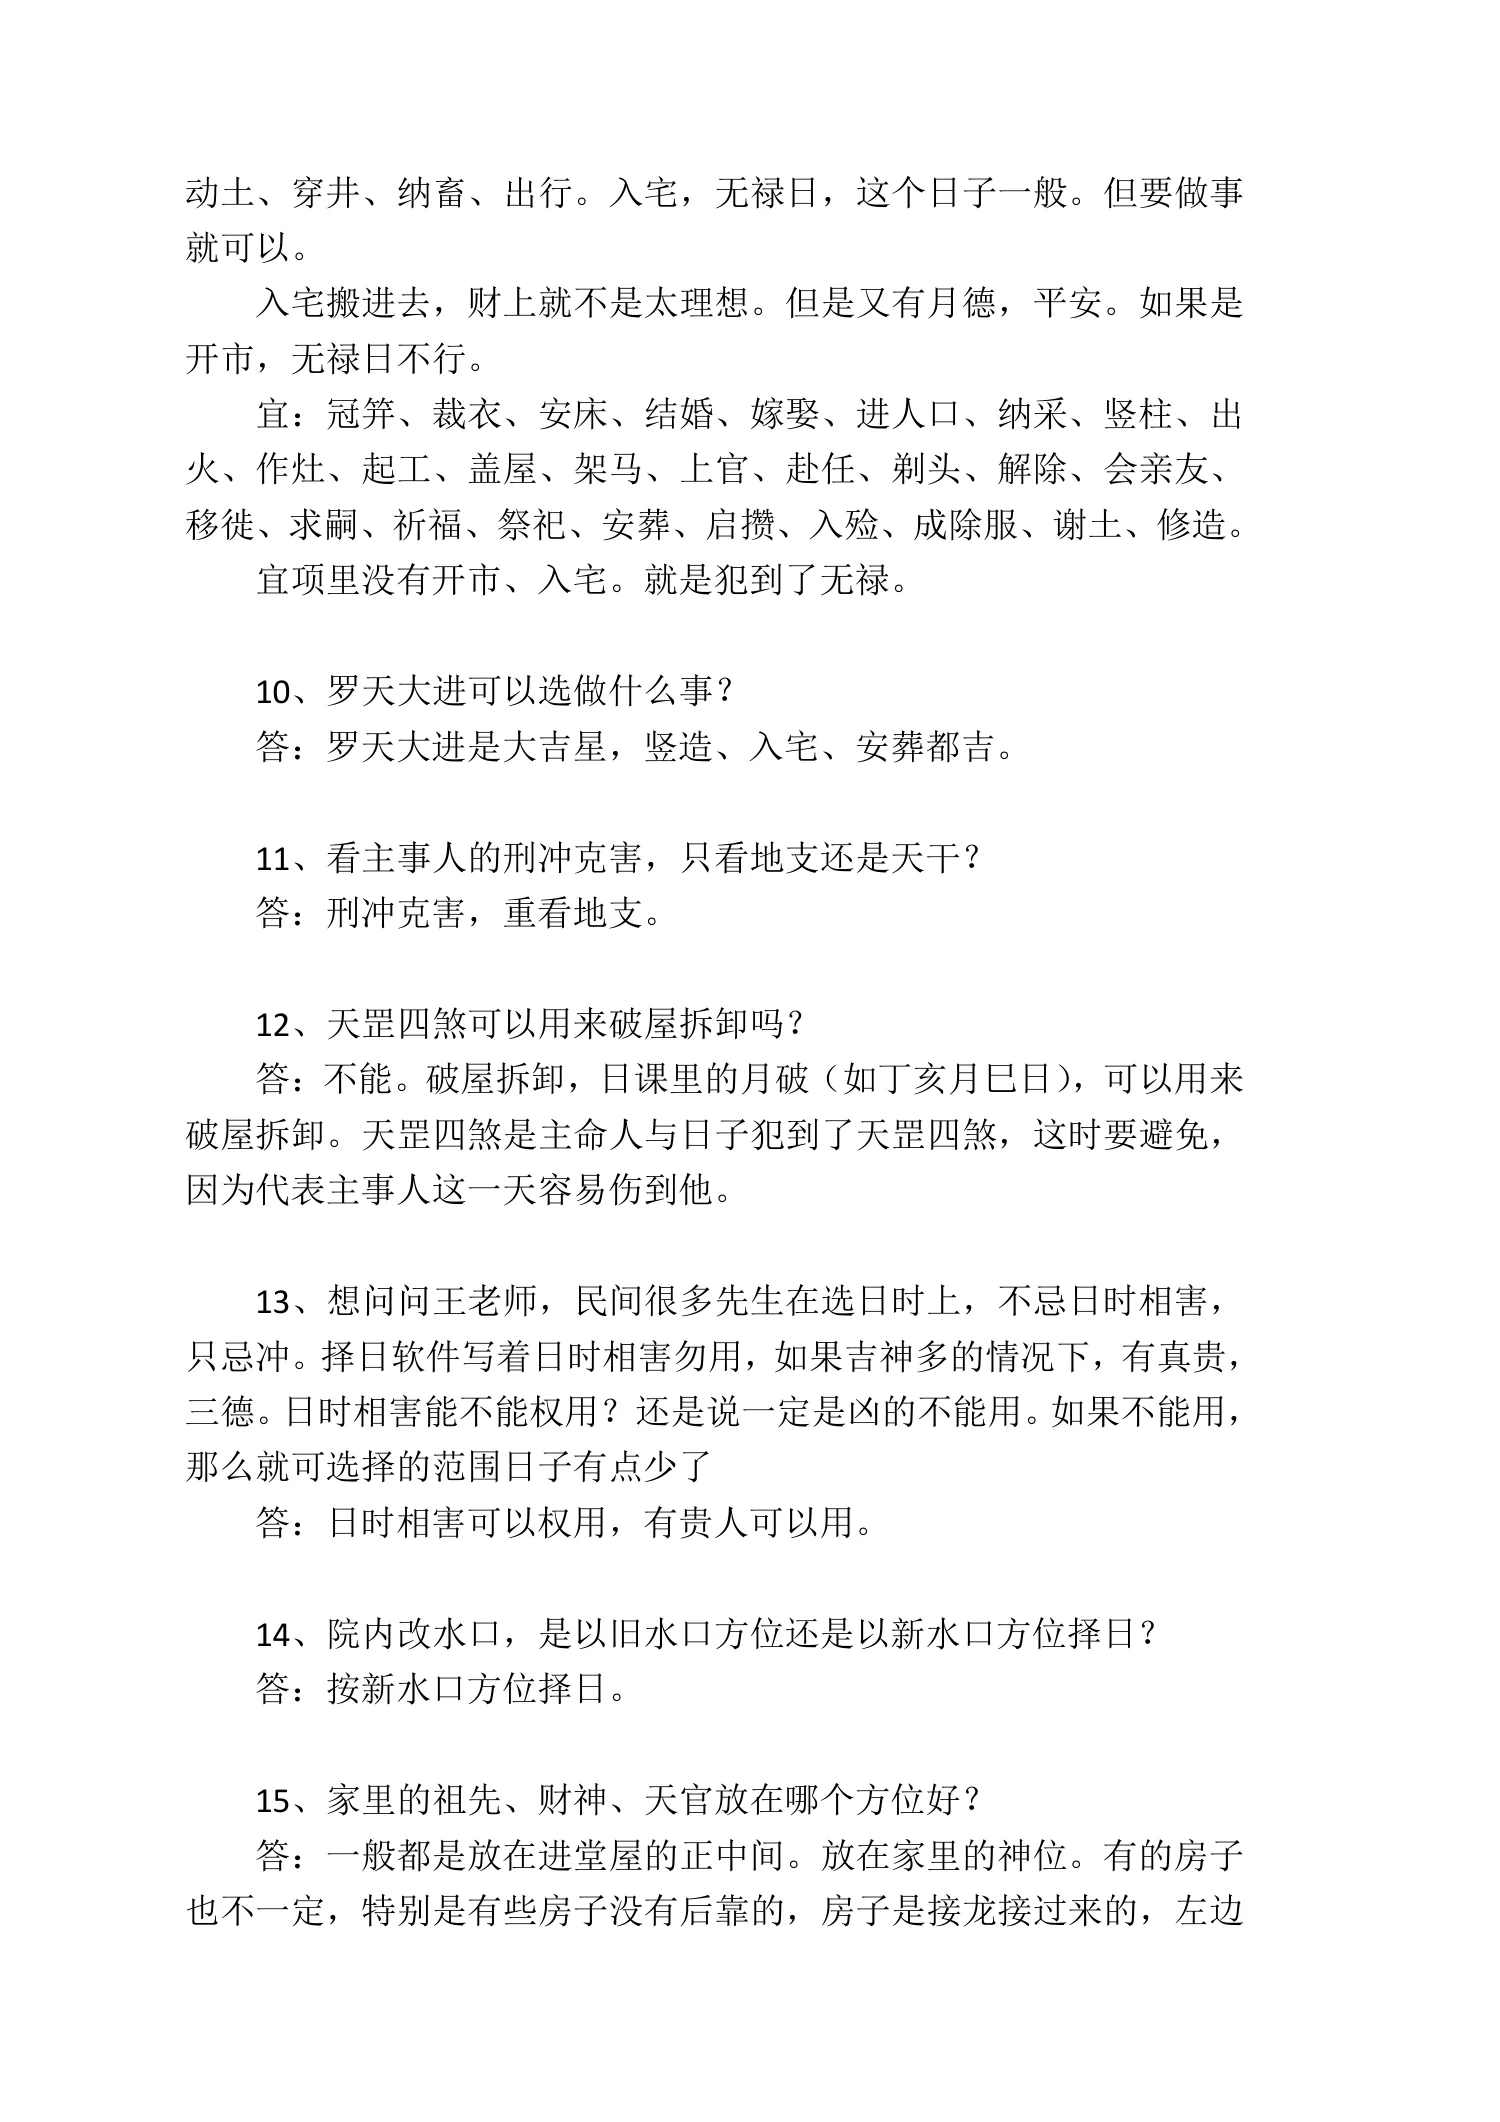 动土、穿井、纳畜、出行。入宅，无禄日，这个日子一般。但要做事
就可以。
入宅搬进去，财上就不是太理想。但是又有月德，平安。如果是
开市，无禄日不行。
宜：冠笄、裁衣、安床、结婚、嫁娶、进人口、纳采、竖柱、出
火、作灶、起工、盖屋、架马、上官、赴任、剃头、解除、会亲友、
移徙、求嗣、祈福、祭祀、安葬、启攒、入殓、成除服、谢土、修造。
宜项里没有开市、入宅。就是犯到了无禄。
10、罗天大进可以选做什么事？
答：罗天大进是大吉星，竖造、入宅、安葬都吉。
11、看主事人的刑冲克害，只看地支还是天干？
答：刑冲克害，重看地支。
12、天罡四煞可以用来破屋拆卸吗？
答：不能。破屋拆卸，日课里的月破（如丁亥月巳日），可以用来
破屋拆卸。天罡四煞是主命人与日子犯到了天罡四煞，这时要避免，
因为代表主事人这一天容易伤到他。
13、想问问王老师，民间很多先生在选日时上，不忌日时相害，
只忌冲。择日软件写着日时相害勿用，如果吉神多的情况下，有真贵，
三德。日时相害能不能权用？还是说一定是凶的不能用。如果不能用，
那么就可选择的范围日子有点少了
答：日时相害可以权用，有贵人可以用。
14、院内改水口，是以旧水口方位还是以新水口方位择日？
答：按新水口方位择日。
15、家里的祖先、财神、天官放在哪个方位好？
答：一般都是放在进堂屋的正中间。放在家里的神位。有的房子
也不一定，特别是有些房子没有后靠的，房子是接龙接过来的，左边